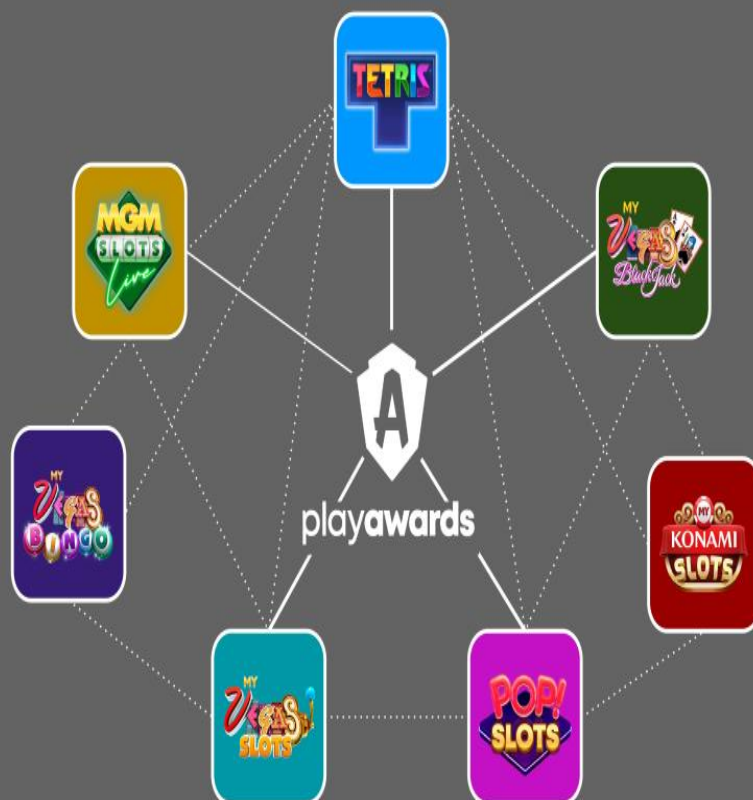 TETRIS
MGM
SLOTS
Live
MY
VEGAS
BlackJack
A
playawards
MY
VEGAS
BINGO
MY
KONAMI
SLOTS
MY
VEGAS
SLOTS
POP!
SLOTS